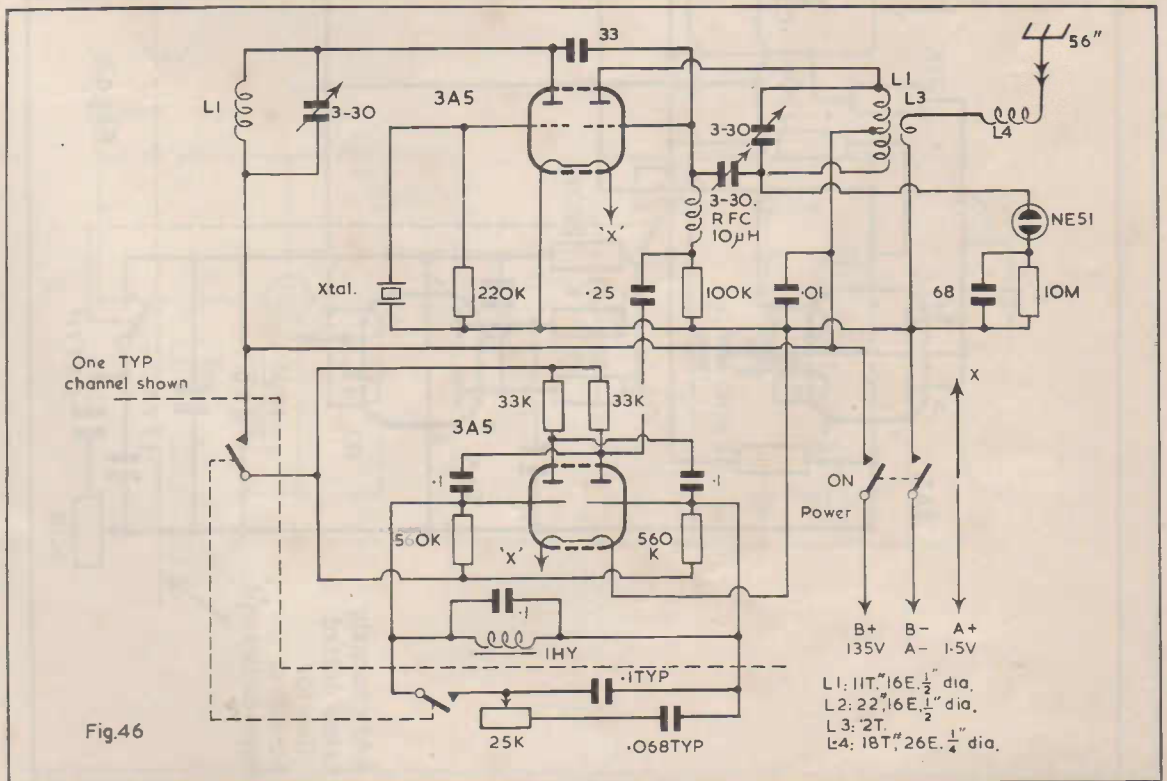 33
56"
L1
3-30
3A5
L1
L3
3-30
L4
'X'
3-30.
RFC
10μH
NE51
Xtal.
220K
·25
100K
·01
68
10M
One TYP
channel shown
33K
33K
X
3A5
·1
·1
ON
Power
560K
'X'
560
K
·1
1HY
B+
135V
B-
A-
A+
1·5V
·1TYP
25K
·068TYP
L1: 11T," 16E. 1/2" dia.
L2: 22", 16E, 1/2" dia.
L3: 2T.
L4: 18T," 26E. 1/4" dia.
Fig.46